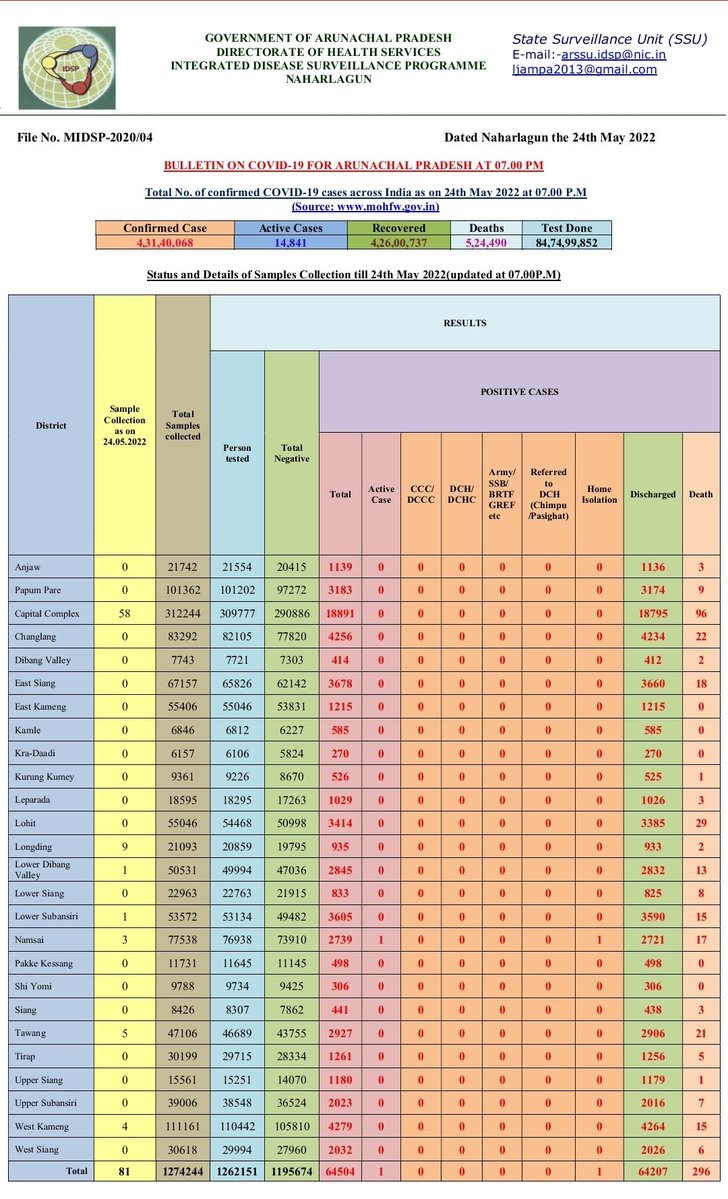 IDSP
GOVERNMENT OF ARUNACHAL PRADESH
DIRECTORATE OF HEALTH SERVICES
INTEGRATED DISEASE SURVEILLANCE PROGRAMME
NAHARLAGUN
State Surveillance Unit (SSU)
E-mail:-arssu.idsp@nic.in
ljampa2013@gmail.com
File No. MIDSP-2020/04 Dated Naharlagun the 24th May 2022
BULLETIN ON COVID-19 FOR ARUNACHAL PRADESH AT 07.00 PM
Total No. of confirmed COVID-19 cases across India as on 24th May 2022 at 07.00 P.M
(Source: www.mohfw.gov.in)
Confirmed Case Active Cases Recovered Deaths Test Done
4,31,40,068 14,841 4,26,00,737 5,24,490 84,74,99,852
Status and Details of Samples Collection till 24th May 2022(updated at 07.00P.M)
District
Sample
Collection
as on
24.05.2022
Total
Samples
collected
RESULTS
Person
tested
Total
Negative
POSITIVE CASES
Total
Active
Case
CCC/
DCCC
DCH/
DCHC
Army/
SSB/
BRTF
GREF
etc
Referred
to
DCH
(Chimpu
/Pasighat)
Home
Isolation
Discharged
Death
Anjaw 0 21742 21554 20415 1139 0 0 0 0 0 0 1136 3
Papum Pare 0 101362 101202 97272 3183 0 0 0 0 0 0 3174 9
Capital Complex 58 312244 309777 290886 18891 0 0 0 0 0 0 18795 96
Changlang 0 83292 82105 77820 4256 0 0 0 0 0 0 4234 22
Dibang Valley 0 7743 7721 7303 414 0 0 0 0 0 0 412 2
East Siang 0 67157 65826 62142 3678 0 0 0 0 0 0 3660 18
East Kameng 0 55406 55046 53831 1215 0 0 0 0 0 0 1215 0
Kamle 0 6846 6812 6227 585 0 0 0 0 0 0 585 0
Kra-Daadi 0 6157 6106 5824 270 0 0 0 0 0 0 270 0
Kurung Kumey 0 9361 9226 8670 526 0 0 0 0 0 0 525 1
Leparada 0 18595 18295 17263 1029 0 0 0 0 0 0 1026 3
Lohit 0 55046 54468 50998 3414 0 0 0 0 0 0 3385 29
Longding 9 21093 20859 19795 935 0 0 0 0 0 0 933 2
Lower Dibang
Valley 1 50531 49994 47036 2845 0 0 0 0 0 0 2832 13
Lower Siang 0 22963 22763 21915 833 0 0 0 0 0 0 825 8
Lower Subansiri 1 53572 53134 49482 3605 0 0 0 0 0 0 3590 15
Namsai 3 77538 76938 73910 2739 1 0 0 0 0 1 2721 17
Pakke Kessang 0 11731 11645 11145 498 0 0 0 0 0 0 498 0
Shi Yomi 0 9788 9734 9425 306 0 0 0 0 0 0 306 0
Siang 0 8426 8307 7862 441 0 0 0 0 0 0 438 3
Tawang 5 47106 46689 43755 2927 0 0 0 0 0 0 2906 21
Tirap 0 30199 29715 28334 1261 0 0 0 0 0 0 1256 5
Upper Siang 0 15561 15251 14070 1180 0 0 0 0 0 0 1179 1
Upper Subansiri 0 39006 38548 36524 2023 0 0 0 0 0 0 2016 7
West Kameng 4 111161 110442 105810 4279 0 0 0 0 0 0 4264 15
West Siang 0 30618 29994 27960 2032 0 0 0 0 0 0 2026 6
Total 81 1274244 1262151 1195674 64504 1 0 0 0 0 1 64207 296